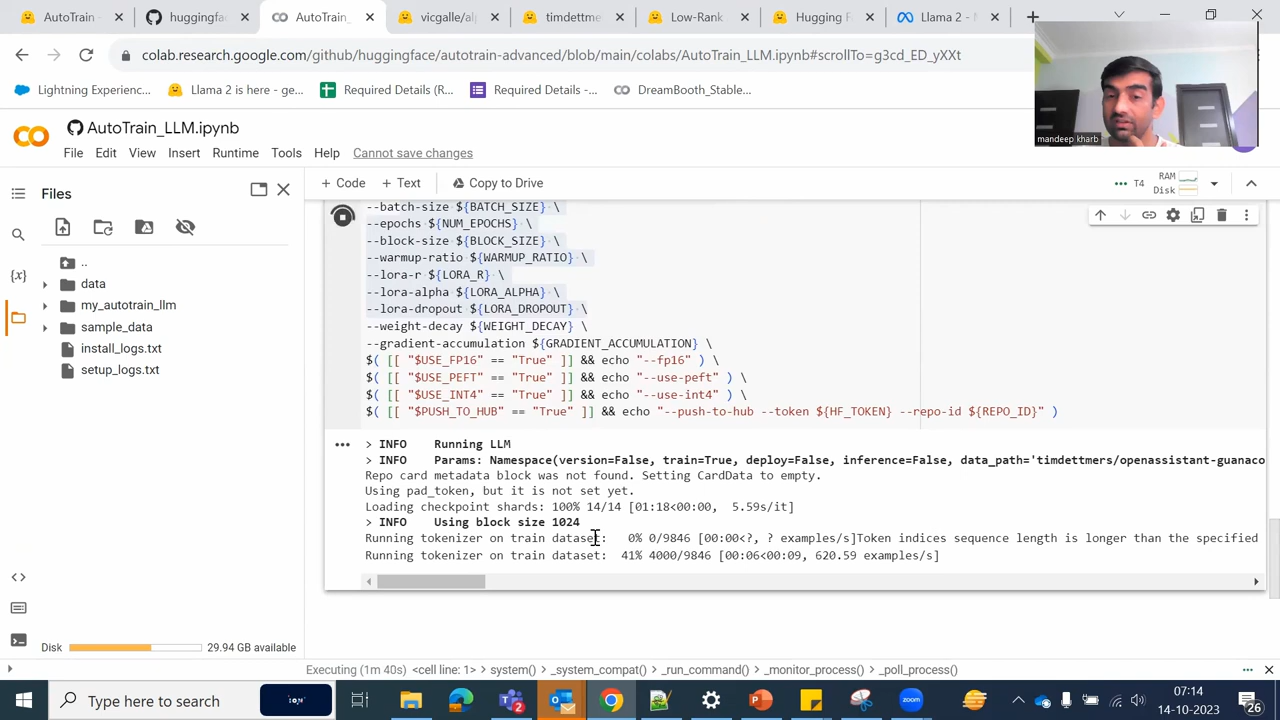 AutoTrain
huggingfac
AutoTrain_
vicgalle/al
timdettme
Low-Rank
Hugging F
Llama 2 -
colab.research.google.com/github/huggingface/autotrain-advanced/blob/main/colabs/AutoTrain_LLM.ipynb#scrollTo=g3cd_ED_yXXt
Lightning Experienc...
Llama 2 is here - ge...
Required Details (R...
Required Details -...
DreamBooth_Stable...
mandeep kharb
AutoTrain_LLM.ipynb
File Edit View Insert Runtime Tools Help Cannot save changes
Files
+ Code + Text Copy to Drive
T4 RAM Disk
..
data
my_autotrain_llm
sample_data
install_logs.txt
setup_logs.txt
{x}
--batch-size ${BATCH_SIZE} \
--epochs ${NUM_EPOCHS} \
--block-size ${BLOCK_SIZE} \
--warmup-ratio ${WARMUP_RATIO} \
--lora-r ${LORA_R} \
--lora-alpha ${LORA_ALPHA} \
--lora-dropout ${LORA_DROPOUT} \
--weight-decay ${WEIGHT_DECAY} \
--gradient-accumulation ${GRADIENT_ACCUMULATION} \
$( [[ "$USE_FP16" == "True" ]] && echo "--fp16" ) \
$( [[ "$USE_PEFT" == "True" ]] && echo "--use-peft" ) \
$( [[ "$USE_INT4" == "True" ]] && echo "--use-int4" ) \
$( [[ "$PUSH_TO_HUB" == "True" ]] && echo "--push-to-hub --token ${HF_TOKEN} --repo-id ${REPO_ID}" )
> INFO Running LLM
> INFO Params: Namespace(version=False, train=True, deploy=False, inference=False, data_path='timdettmers/openassistant-guanaco
Repo card metadata block was not found. Setting CardData to empty.
Using pad_token, but it is not set yet.
Loading checkpoint shards: 100% 14/14 [01:18<00:00, 5.59s/it]
> INFO Using block size 1024
Running tokenizer on train dataset: 0% 0/9846 [00:00<?, ? examples/s]Token indices sequence length is longer than the specified
Running tokenizer on train dataset: 41% 4000/9846 [00:06<00:09, 620.59 examples/s]
Disk 29.94 GB available
Executing (1m 40s) <cell line: 1> > system() > _system_compat() > _run_command() > _monitor_process() > _poll_process()
Type here to search
07:14
14-10-2023
26